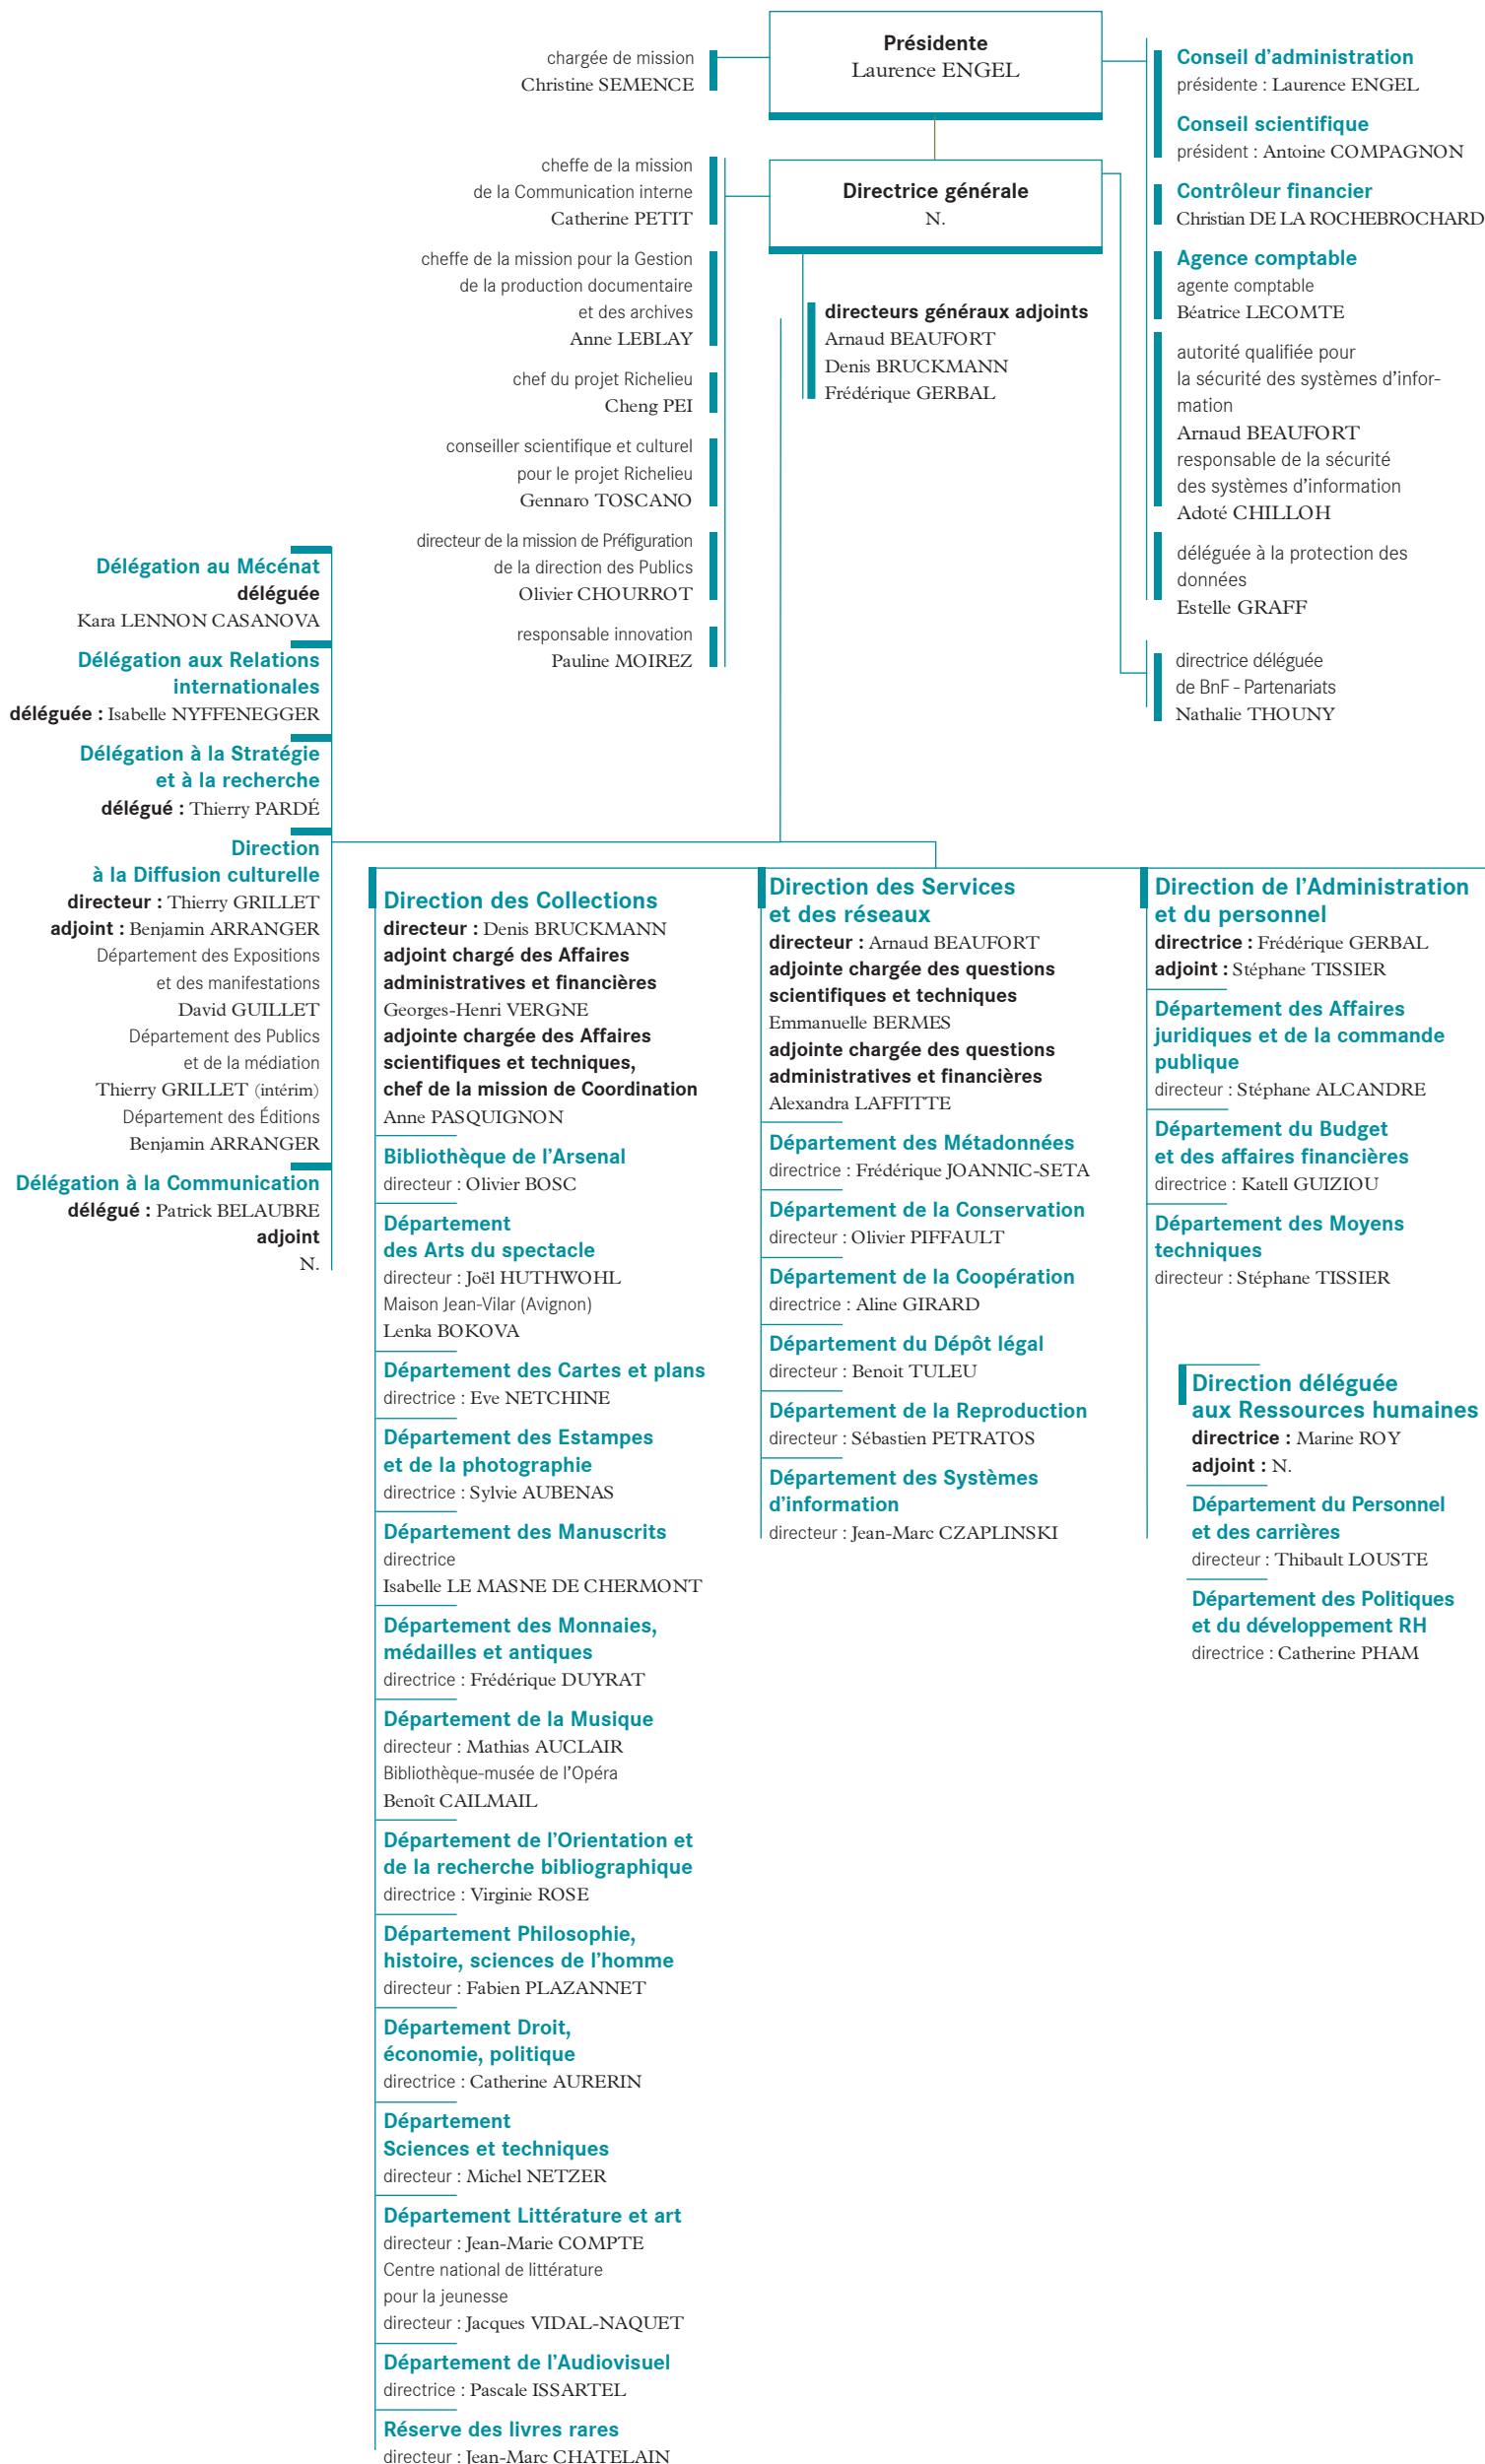 Présidente
Laurence ENGEL
chargée de mission
Christine SEMENCE
Conseil d’administration
présidente : Laurence ENGEL
Conseil scientifique
président : Antoine COMPAGNON
Contrôleur financier
Christian DE LA ROCHEBROCHARD
Agence comptable
agente comptable
Béatrice LECOMTE
autorité qualifiée pour
la sécurité des systèmes d’infor-
mation
Arnaud BEAUFORT
responsable de la sécurité
des systèmes d’information
Adoté CHILLOH
déléguée à la protection des
données
Estelle GRAFF
directrice déléguée
de BnF - Partenariats
Nathalie THOUNY
Directrice générale
N.
directeurs généraux adjoints
Arnaud BEAUFORT
Denis BRUCKMANN
Frédérique GERBAL
cheffe de la mission
de la Communication interne
Catherine PETIT
cheffe de la mission pour la Gestion
de la production documentaire
et des archives
Anne LEBLAY
chef du projet Richelieu
Cheng PEI
conseiller scientifique et culturel
pour le projet Richelieu
Gennaro TOSCANO
directeur de la mission de Préfiguration
de la direction des Publics
Olivier CHOURROT
responsable innovation
Pauline MOIREZ
Délégation au Mécénat
déléguée
Kara LENNON CASANOVA
Délégation aux Relations
internationales
déléguée : Isabelle NYFFENEGGER
Délégation à la Stratégie
et à la recherche
délégué : Thierry PARDÉ
Direction
à la Diffusion culturelle
directeur : Thierry GRILLET
adjoint : Benjamin ARRANGER
Département des Expositions
et des manifestations
David GUILLET
Département des Publics
et de la médiation
Thierry GRILLET (intérim)
Département des Éditions
Benjamin ARRANGER
Délégation à la Communication
délégué : Patrick BELAUBRE
adjoint
N.
Direction des Collections
directeur : Denis BRUCKMANN
adjoint chargé des Affaires
administratives et financières
Georges-Henri VERGNE
adjointe chargée des Affaires
scientifiques et techniques,
chef de la mission de Coordination
Anne PASQUIGNON
Bibliothèque de l’Arsenal
directeur : Olivier BOSC
Département
des Arts du spectacle
directeur : Joël HUTHWOHL
Maison Jean-Vilar (Avignon)
Lenka BOKOVA
Département des Cartes et plans
directrice : Eve NETCHINE
Département des Estampes
et de la photographie
directrice : Sylvie AUBENAS
Département des Manuscrits
directrice
Isabelle LE MASNE DE CHERMONT
Département des Monnaies,
médailles et antiques
directrice : Frédérique DUYRAT
Département de la Musique
directeur : Mathias AUCLAIR
Bibliothèque-musée de l’Opéra
Benoît CAILMAIL
Département de l’Orientation et
de la recherche bibliographique
directrice : Virginie ROSE
Département Philosophie,
histoire, sciences de l’homme
directeur : Fabien PLAZANNET
Département Droit,
économie, politique
directrice : Catherine AURERIN
Département
Sciences et techniques
directeur : Michel NETZER
Département Littérature et art
directeur : Jean-Marie COMPTE
Centre national de littérature
pour la jeunesse
directeur : Jacques VIDAL-NAQUET
Département de l’Audiovisuel
directrice : Pascale ISSARTEL
Réserve des livres rares
directeur : Jean-Marc CHATELAIN
Direction des Services
et des réseaux
directeur : Arnaud BEAUFORT
adjointe chargée des questions
scientifiques et techniques
Emmanuelle BERMES
adjointe chargée des questions
administratives et financières
Alexandra LAFFITTE
Département des Métadonnées
directrice : Frédérique JOANNIC-SETA
Département de la Conservation
directeur : Olivier PIFFAULT
Département de la Coopération
directrice : Aline GIRARD
Département du Dépôt légal
directeur : Benoit TULEU
Département de la Reproduction
directeur : Sébastien PETRATOS
Département des Systèmes
d’information
directeur : Jean-Marc CZAPLINSKI
Direction de l’Administration
et du personnel
directrice : Frédérique GERBAL
adjoint : Stéphane TISSIER
Département des Affaires
juridiques et de la commande
publique
directeur : Stéphane ALCANDRE
Département du Budget
et des affaires financières
directrice : Katell GUIZIOU
Département des Moyens
techniques
directeur : Stéphane TISSIER
Direction déléguée
aux Ressources humaines
directrice : Marine ROY
adjoint : N.
Département du Personnel
et des carrières
directeur : Thibault LOUSTE
Département des Politiques
et du développement RH
directrice : Catherine PHAM